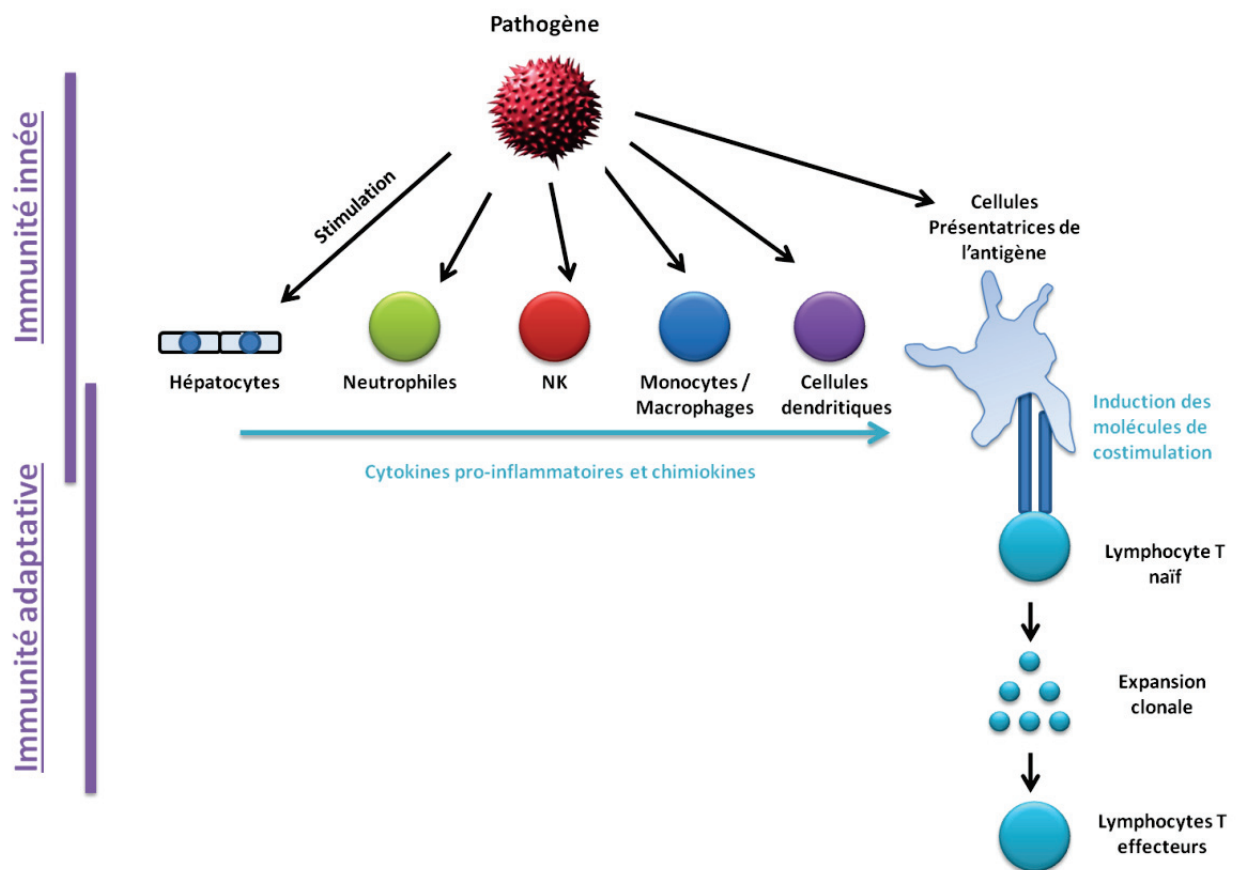 Pathogène
Immunité innée
Stimulation
Cellules
Présentatrices de
l'antigène
Hépatocytes
Neutrophiles
NK
Monocytes /
Macrophages
Cellules
dendritiques
Induction des
molécules de
costimulation
Cytokines pro-inflammatoires et chimiokines
Immunité adaptative
Lymphocyte T
naïf
Expansion
clonale
Lymphocytes T
effecteurs